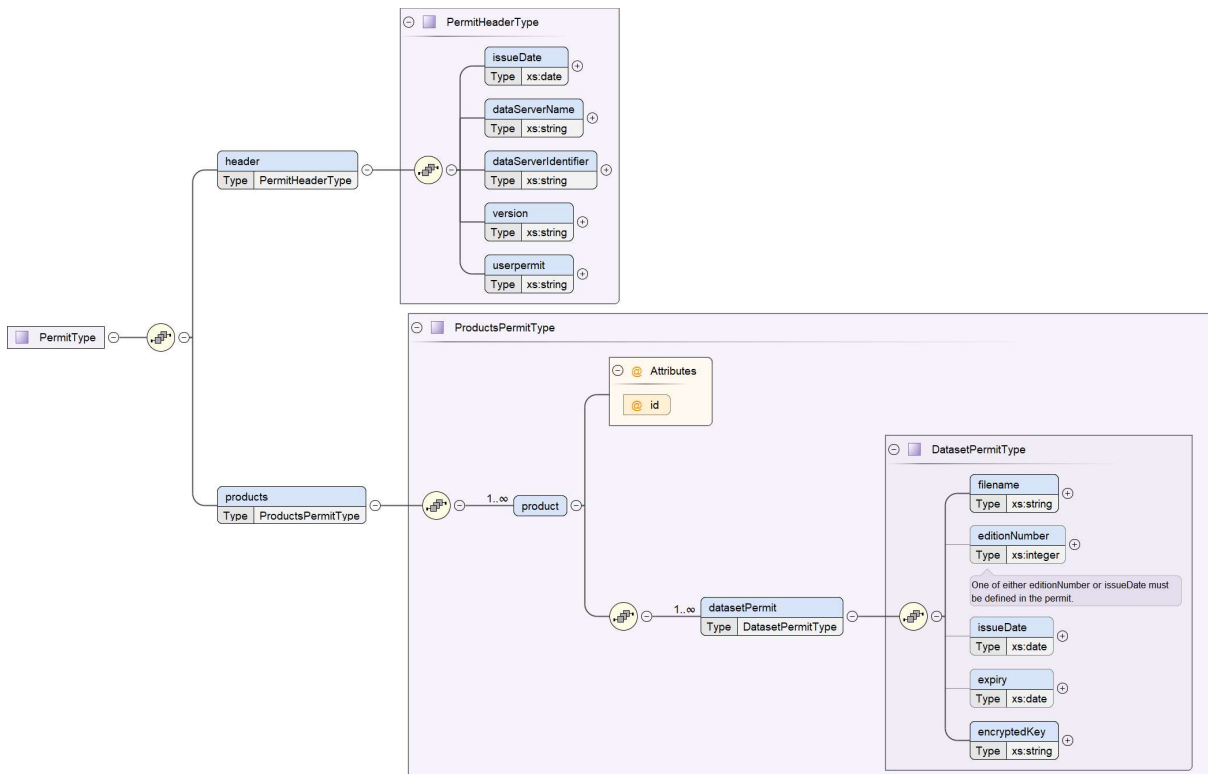 PermitHeaderType
issueDate
Type xs:date
dataServerName
Type xs:string
dataServerIdentifier
Type xs:string
version
Type xs:string
userpermit
Type xs:string
header
Type PermitHeaderType
PermitType
ProductsPermitType
@ Attributes
@ id
products
Type ProductsPermitType
1..∞
product
1..∞
datasetPermit
Type DatasetPermitType
DatasetPermitType
filename
Type xs:string
editionNumber
Type xs:integer
One of either editionNumber or issueDate must
be defined in the permit.
issueDate
Type xs:date
expiry
Type xs:date
encryptedKey
Type xs:string